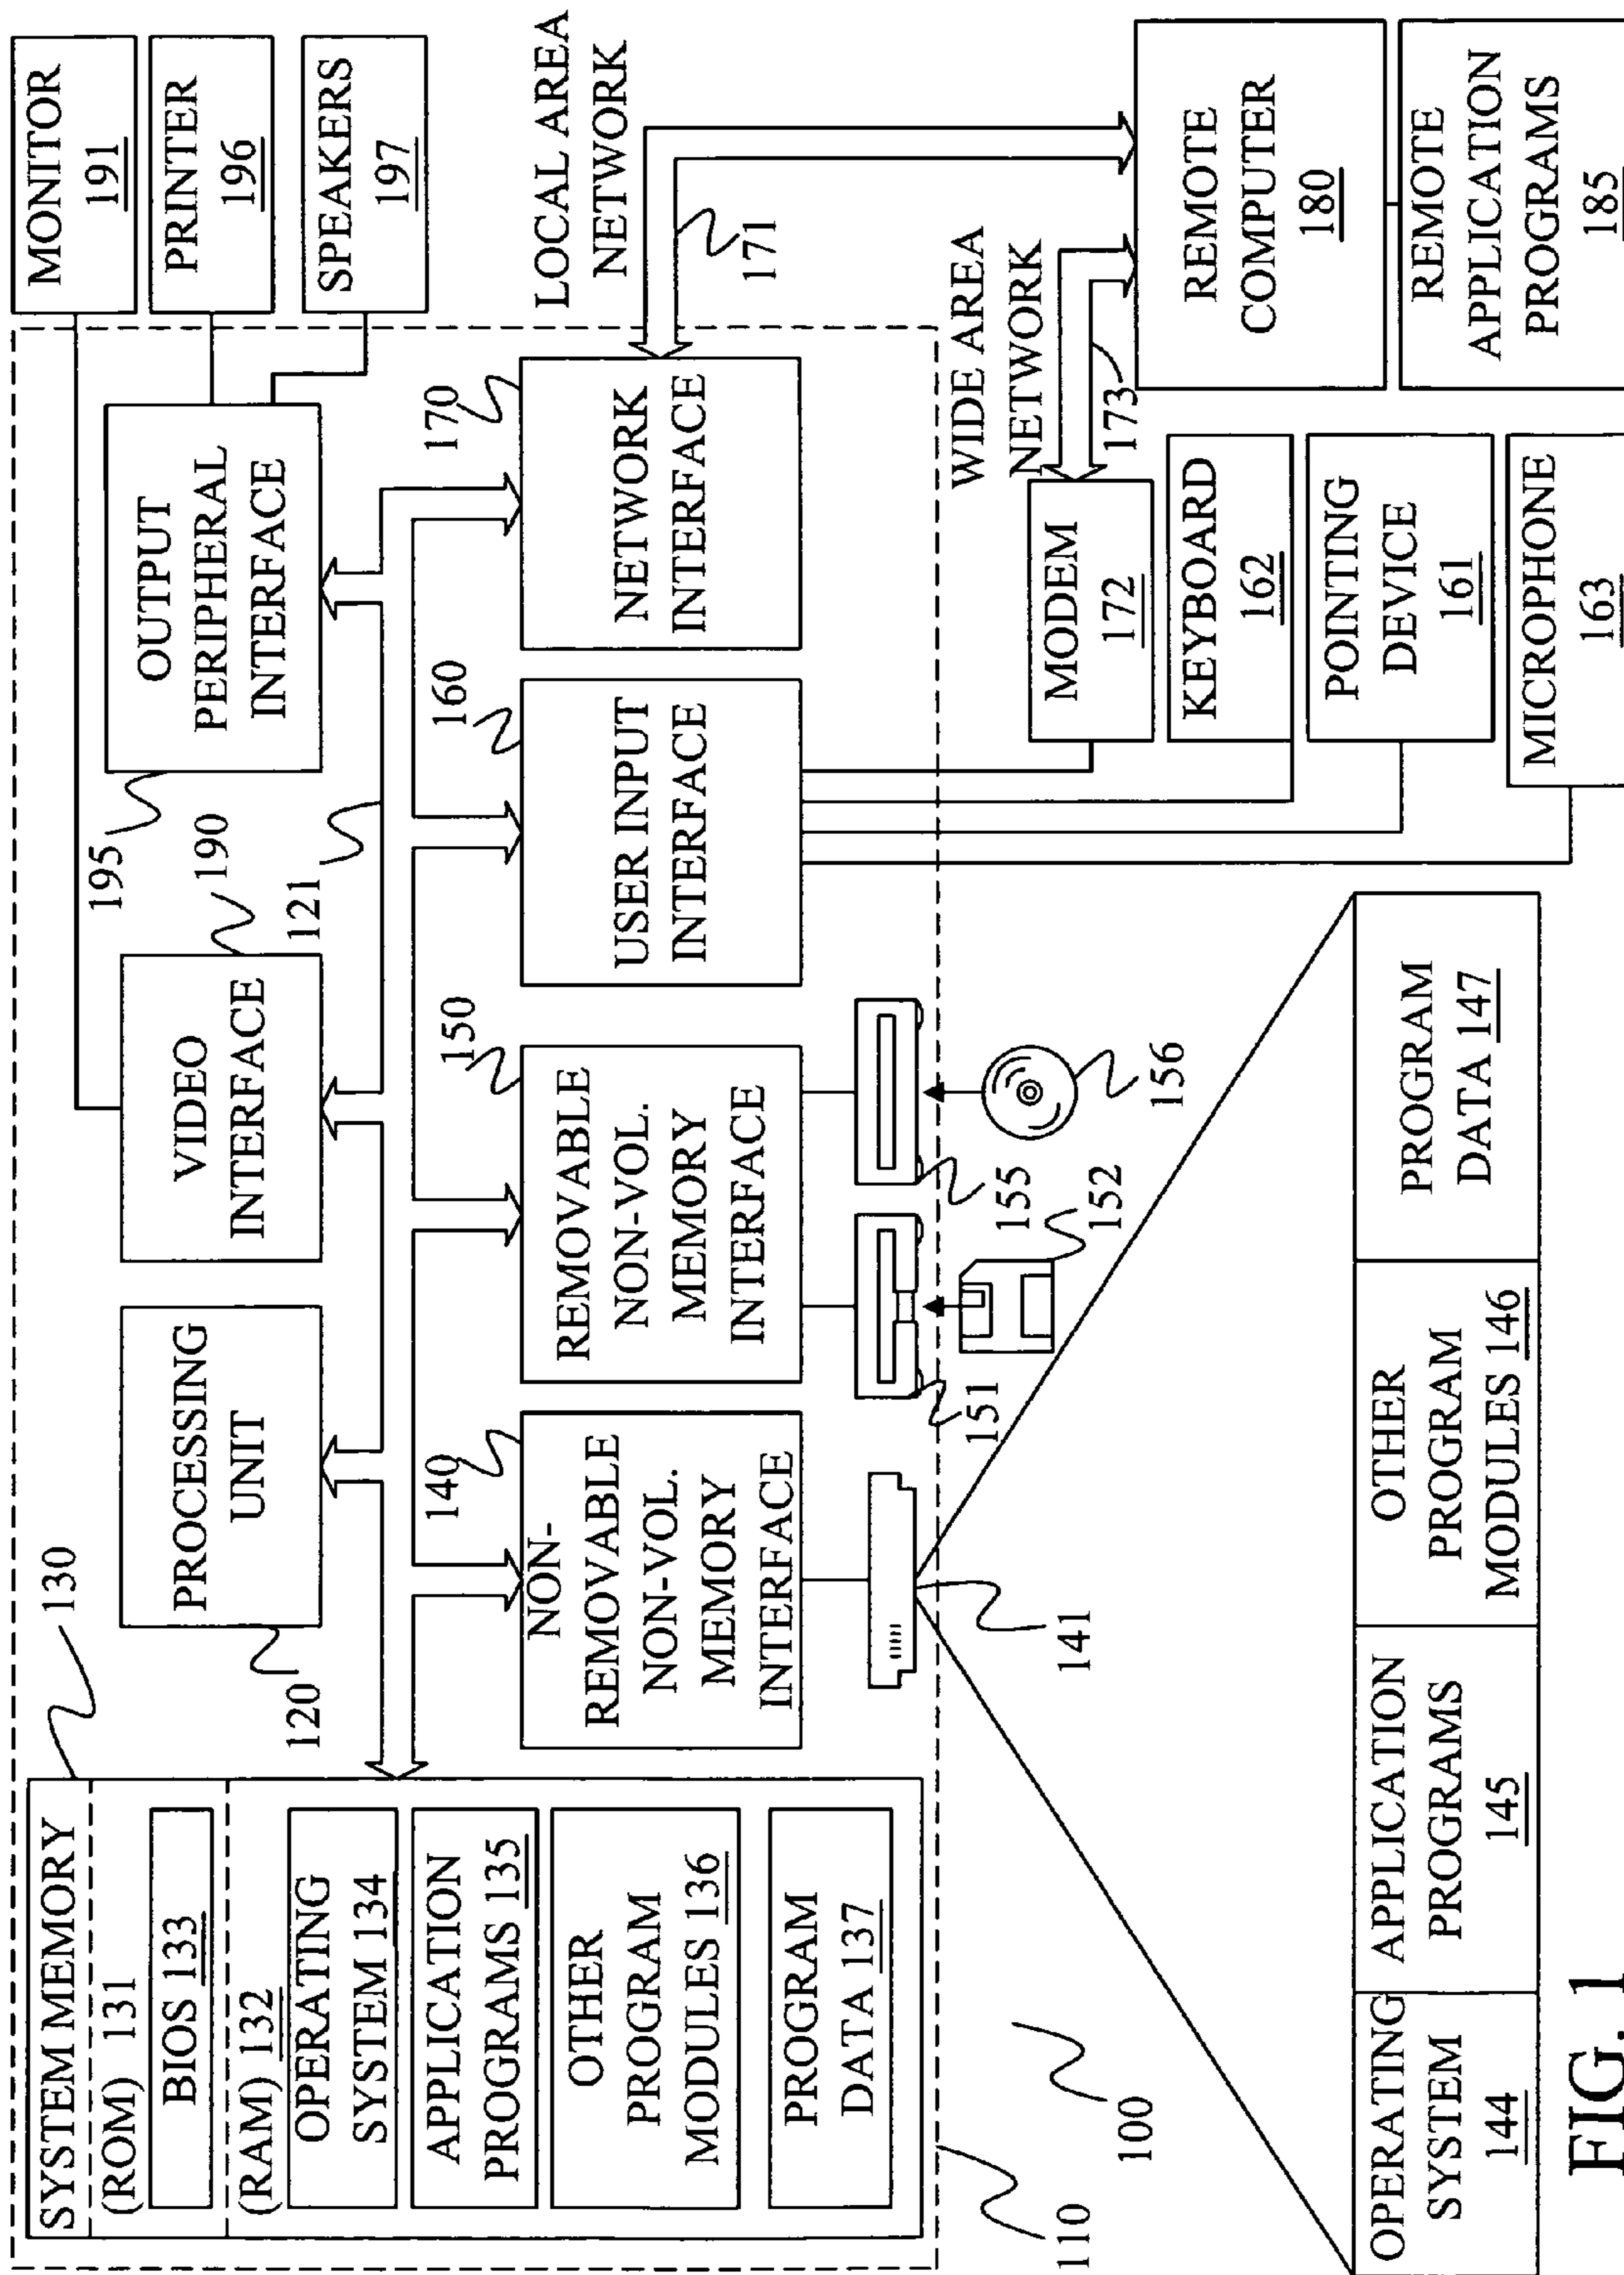 SYSTEM MEMORY
(ROM) 131
BIOS 133
(RAM) 132
OPERATING
SYSTEM 134
APPLICATION
PROGRAMS 135
OTHER
PROGRAM
MODULES 136
PROGRAM
DATA 137
130
PROCESSING
UNIT
120
VIDEO
INTERFACE
190
121
OUTPUT
PERIPHERAL
INTERFACE
195
MONITOR
191
PRINTER
196
SPEAKERS
197
NON-
REMOVABLE
NON-VOL.
MEMORY
INTERFACE
140
REMOVABLE
NON-VOL.
MEMORY
INTERFACE
150
USER INPUT
INTERFACE
160
NETWORK
INTERFACE
170
LOCAL AREA
NETWORK
171
141
151
152
155
156
WIDE AREA
NETWORK
173
MODEM
172
KEYBOARD
162
POINTING
DEVICE
161
MICROPHONE
163
REMOTE
COMPUTER
180
REMOTE
APPLICATION
PROGRAMS
185
110
100
OPERATING
SYSTEM
144
APPLICATION
PROGRAMS
145
OTHER
PROGRAM
MODULES 146
PROGRAM
DATA 147
FIG. 1